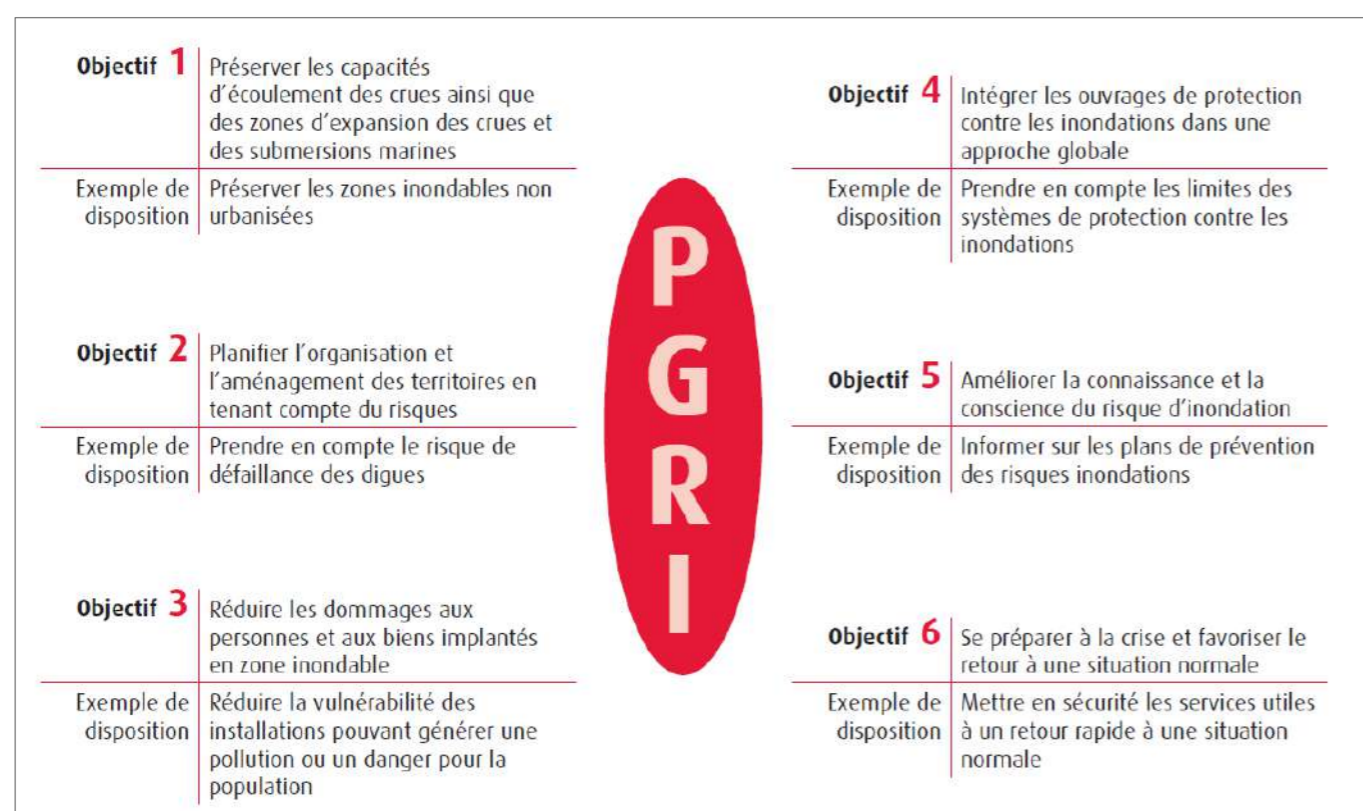 Objectif 1
Préserver les capacités
d'écoulement des crues ainsi que
des zones d'expansion des crues et
des submersions marines
Exemple de
disposition
Préserver les zones inondables non
urbanisées
Objectif 2
Planifier l'organisation et
l'aménagement des territoires en
tenant compte du risques
Exemple de
disposition
Prendre en compte le risque de
défaillance des digues
Objectif 3
Réduire les dommages aux
personnes et aux biens implantés
en zone inondable
Exemple de
disposition
Réduire la vulnérabilité des
installations pouvant générer une
pollution ou un danger pour la
population
P
G
R
I
Objectif 4
Intégrer les ouvrages de protection
contre les inondations dans une
approche globale
Exemple de
disposition
Prendre en compte les limites des
systèmes de protection contre les
inondations
Objectif 5
Améliorer la connaissance et la
conscience du risque d'inondation
Exemple de
disposition
Informer sur les plans de prévention
des risques inondations
Objectif 6
Se préparer à la crise et favoriser le
retour à une situation normale
Exemple de
disposition
Mettre en sécurité les services utiles
à un retour rapide à une situation
normale